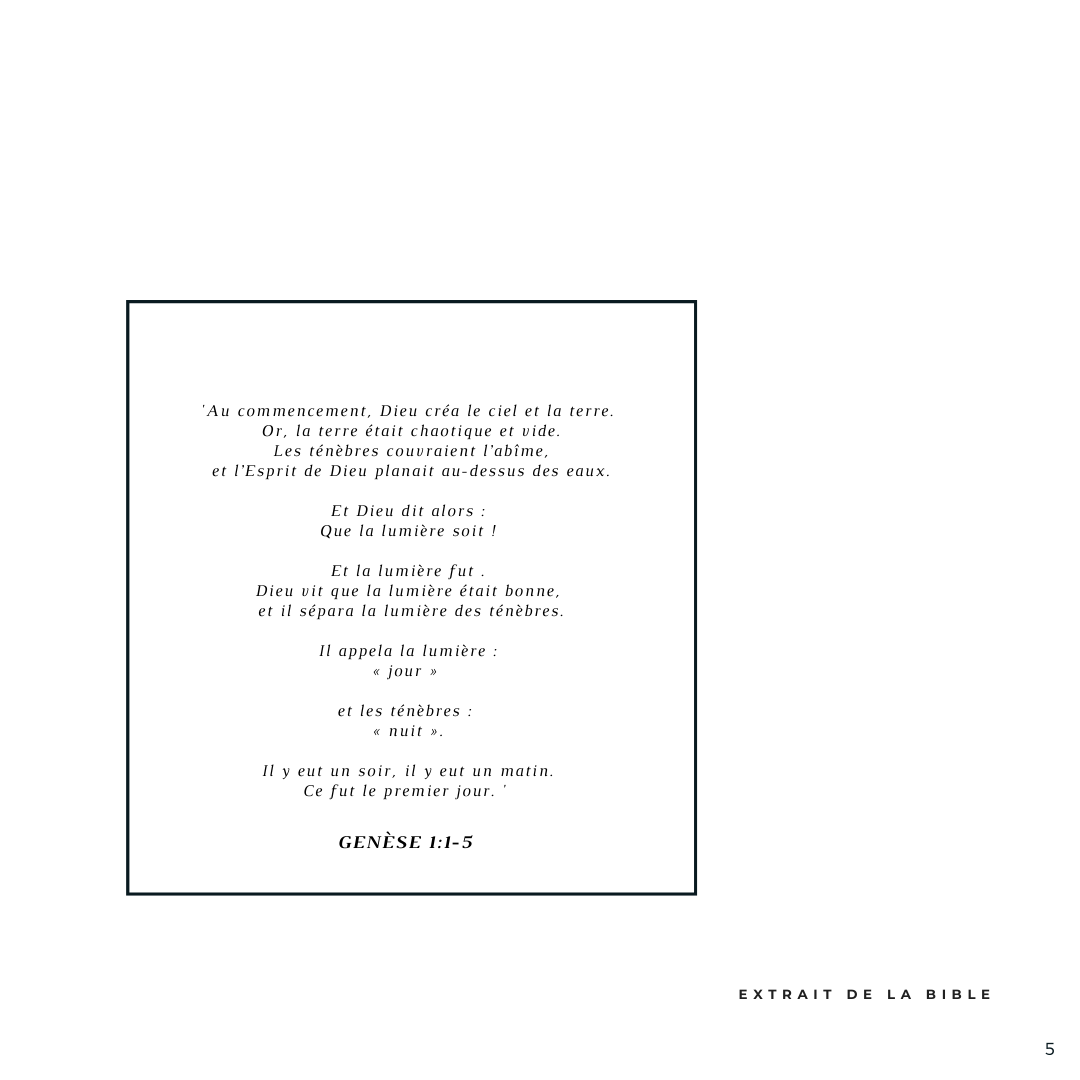 'Au commencement, Dieu créa le ciel et la terre.
Or, la terre était chaotique et vide.
Les ténèbres couvraient l'abîme,
et l'Esprit de Dieu planait au-dessus des eaux.
Et Dieu dit alors :
Que la lumière soit !
Et la lumière fut .
Dieu vit que la lumière était bonne,
et il sépara la lumière des ténèbres.
Il appela la lumière :
« jour »
et les ténèbres :
« nuit ».
Il y eut un soir, il y eut un matin.
Ce fut le premier jour. '
GENÈSE 1:1-5
EXTRAIT DE LA BIBLE
5